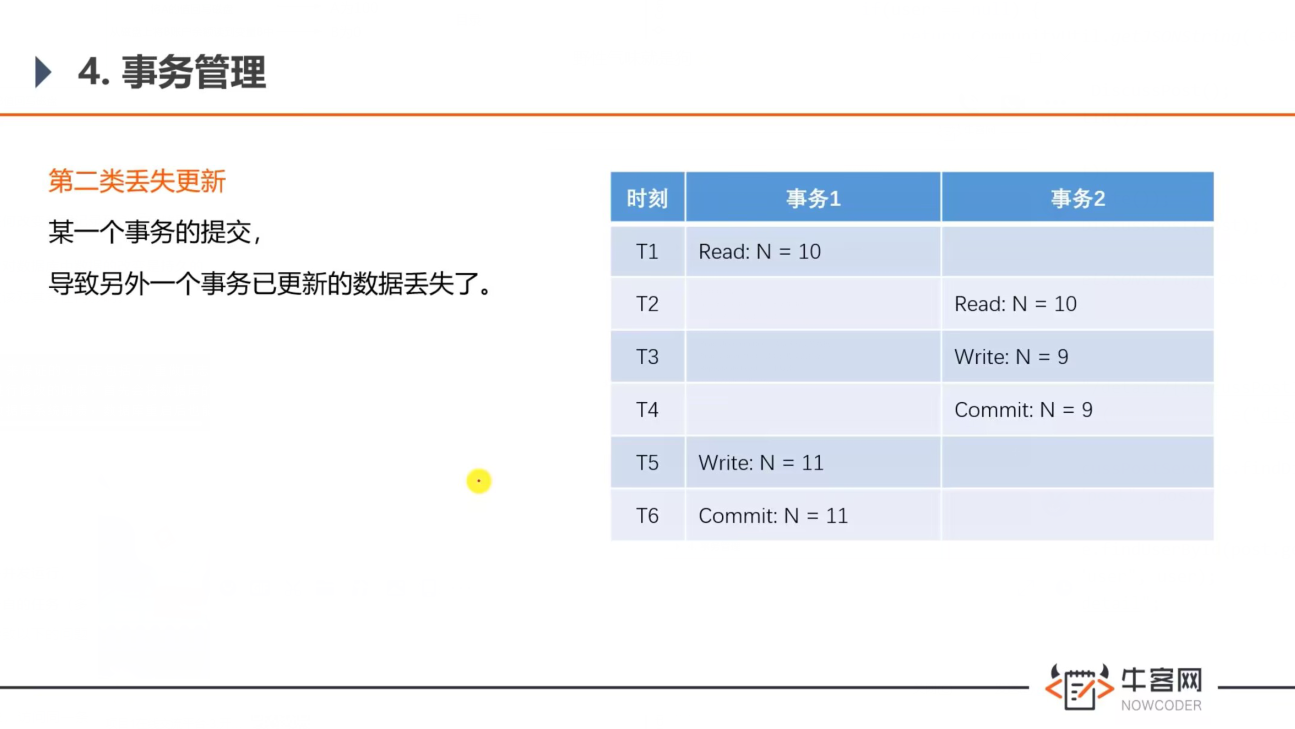 4. 事务管理
第二类丢失更新
某一个事务的提交，
导致另外一个事务已更新的数据丢失了。
时刻 事务1 事务2
T1 Read: N = 10
T2 Read: N = 10
T3 Write: N = 9
T4 Commit: N = 9
T5 Write: N = 11
T6 Commit: N = 11
牛客网
NOWCODER